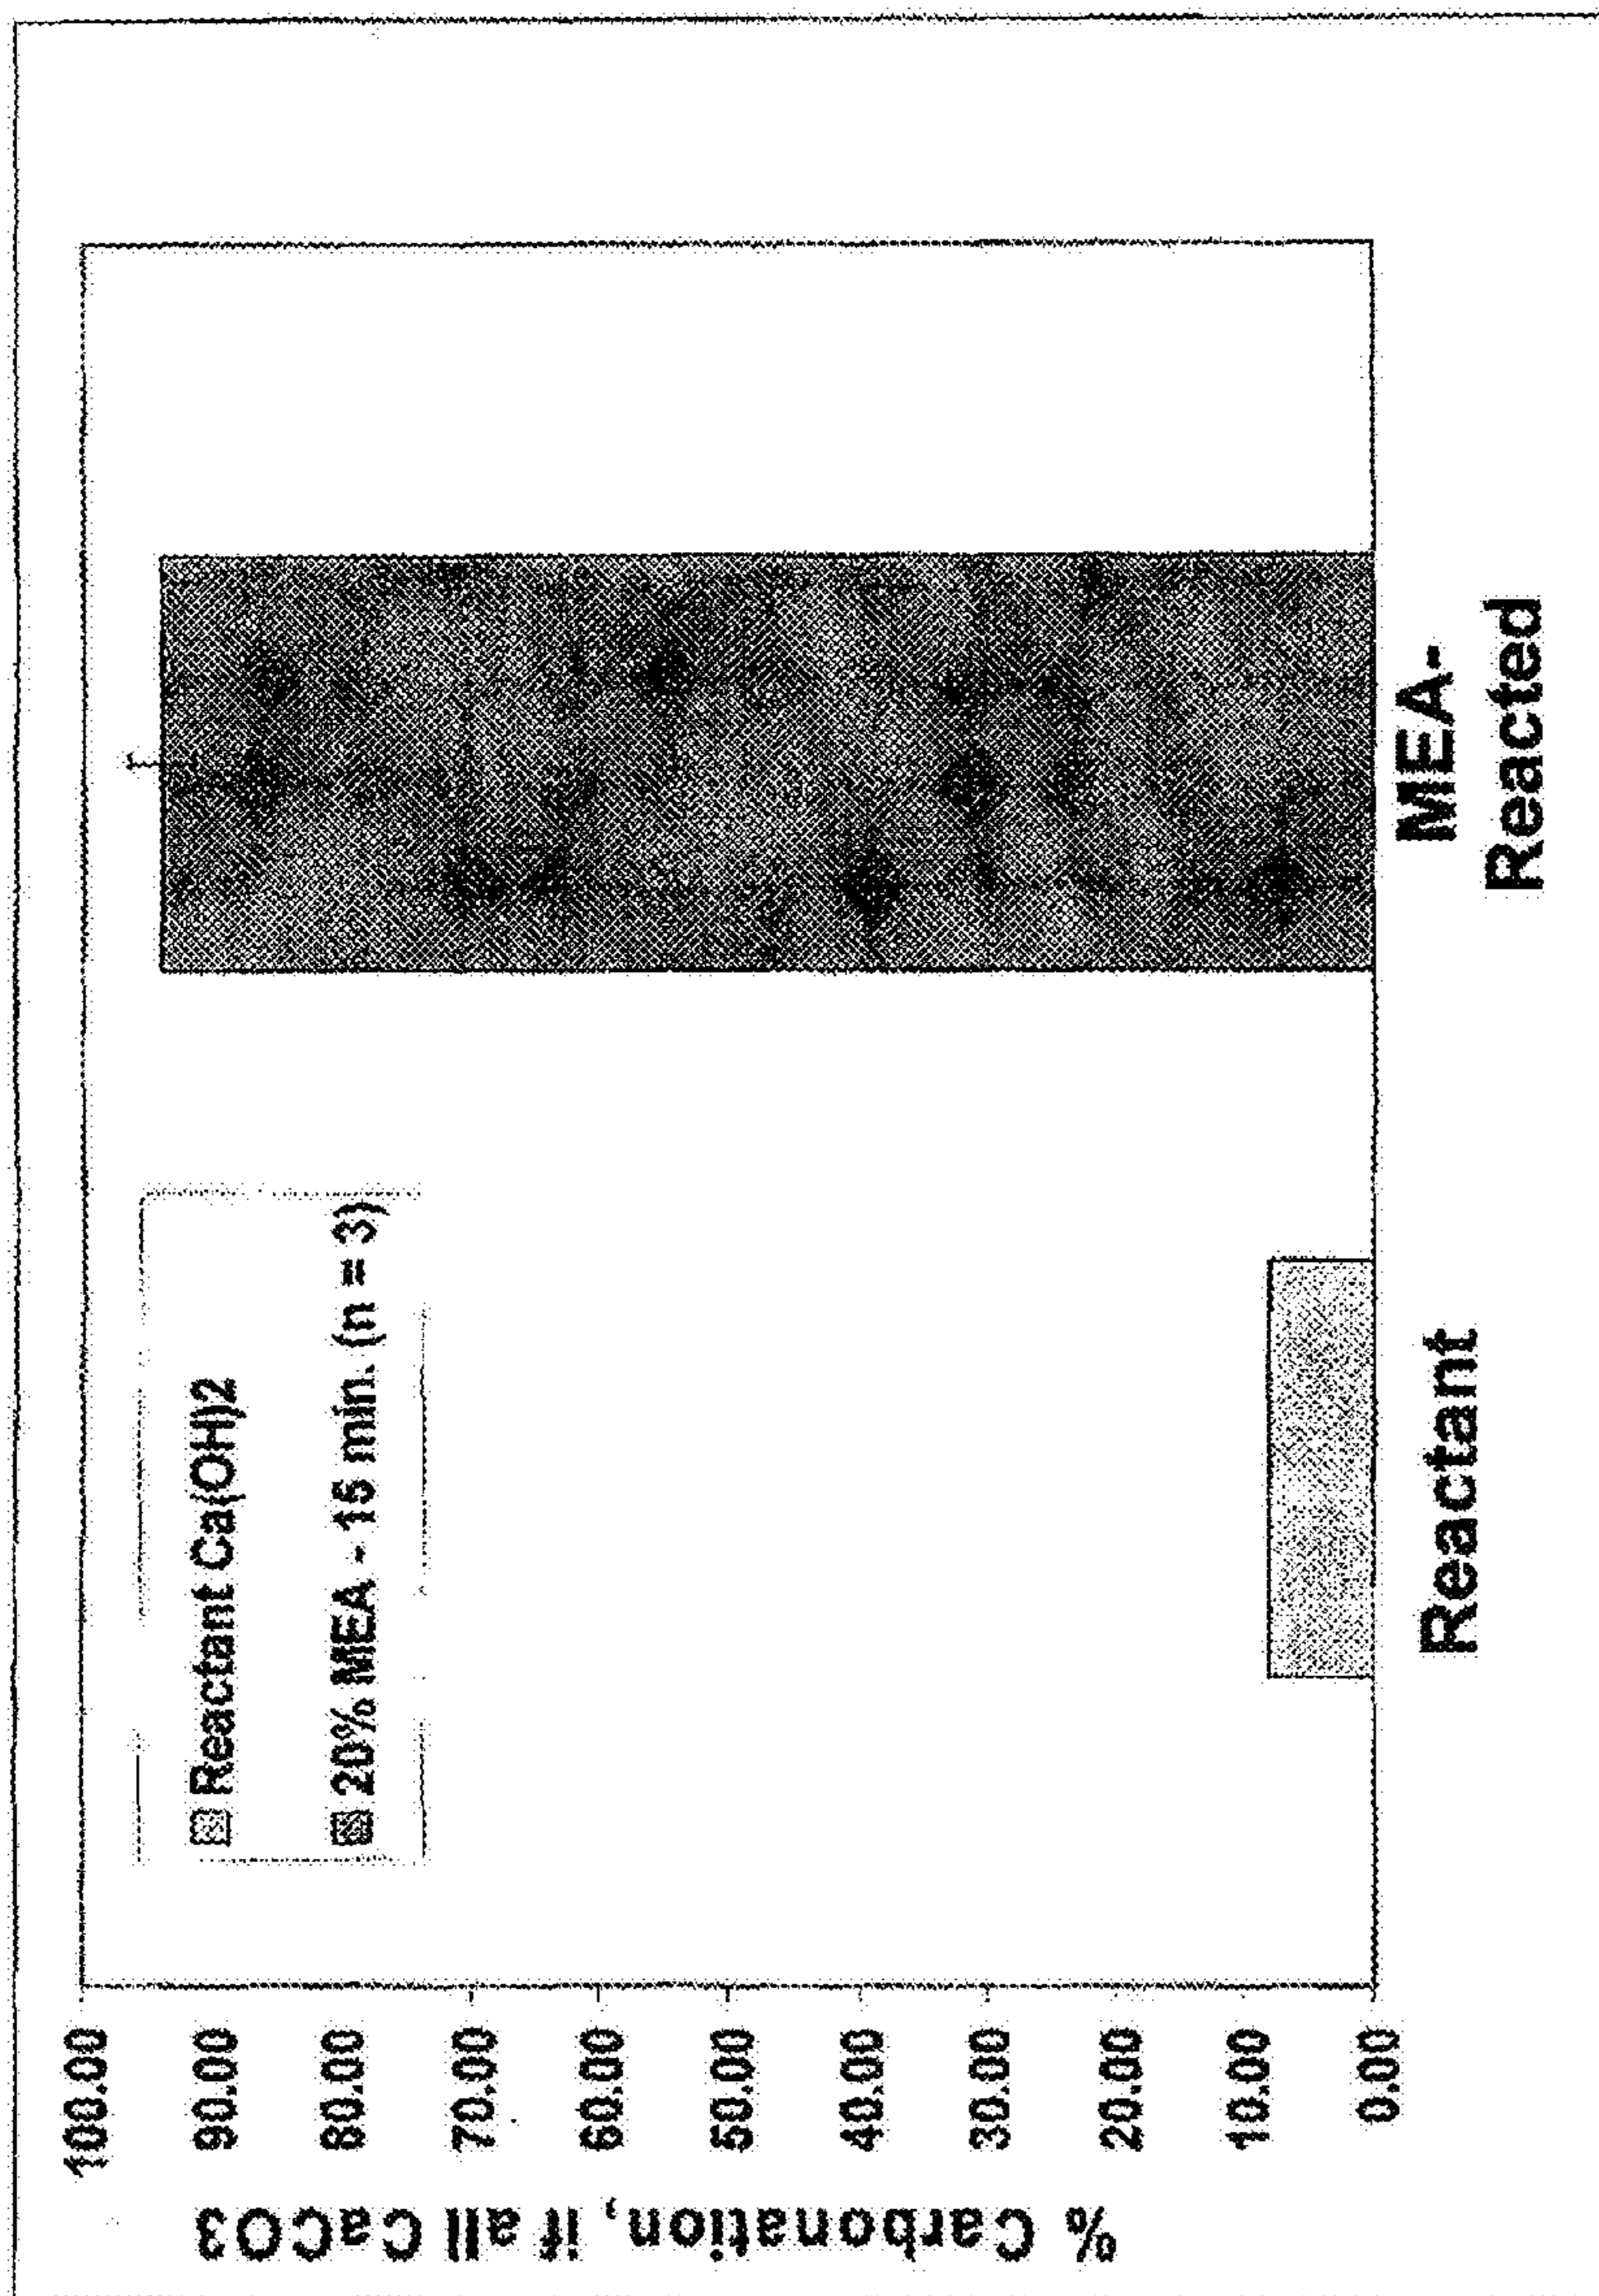 % Carbonation, if all CaCO3
100.00
90.00
80.00
70.00
60.00
50.00
40.00
30.00
20.00
10.00
0.00
Reactant Ca(OH)2
20% MEA - 15 min. (n = 3)
Reactant
MEA-
Reacted